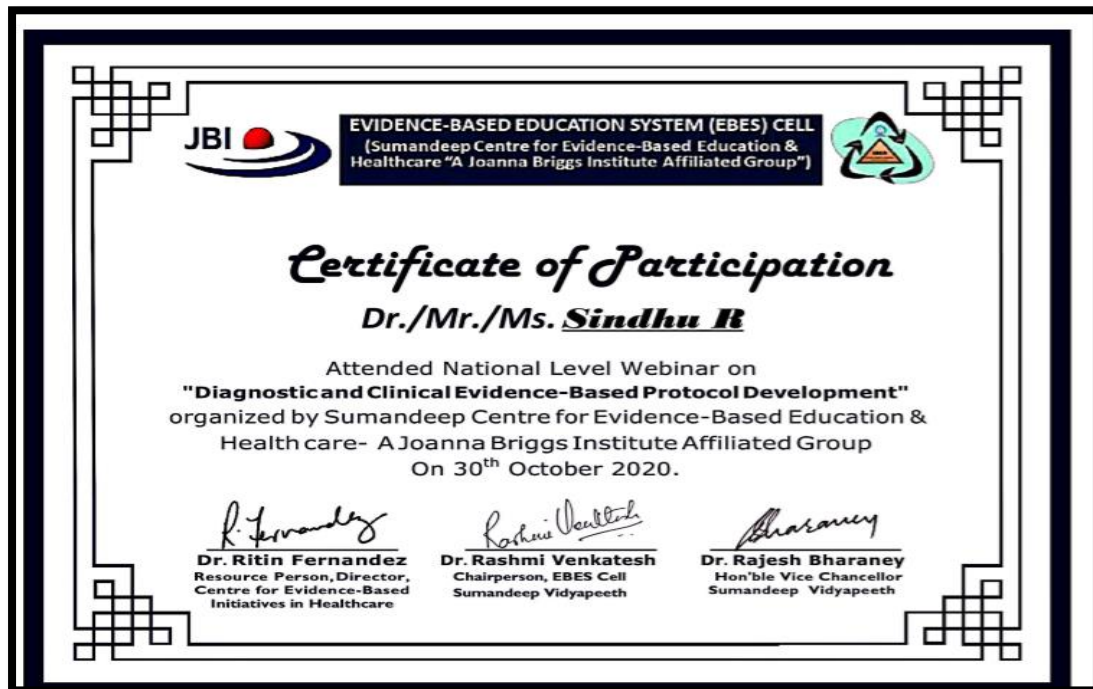 JBI
EVIDENCE-BASED EDUCATION SYSTEM (EBES) CELL
(Sumandeep Centre for Evidence-Based Education &
Healthcare "A Joanna Briggs Institute Affiliated Group")
Certificate of Participation
Dr./Mr./Ms. Sindhu R
Attended National Level Webinar on
"Diagnostic and Clinical Evidence-Based Protocol Development"
organized by Sumandeep Centre for Evidence-Based Education &
Health care- A Joanna Briggs Institute Affiliated Group
On 30th October 2020.
R. Fernandez
Rashmi Venkatesh
Bharaney
Dr. Ritin Fernandez
Resource Person, Director,
Centre for Evidence-Based
Initiatives in Healthcare
Dr. Rashmi Venkatesh
Chairperson, EBES Cell
Sumandeep Vidyapeeth
Dr. Rajesh Bharaney
Hon'ble Vice Chancellor
Sumandeep Vidyapeeth